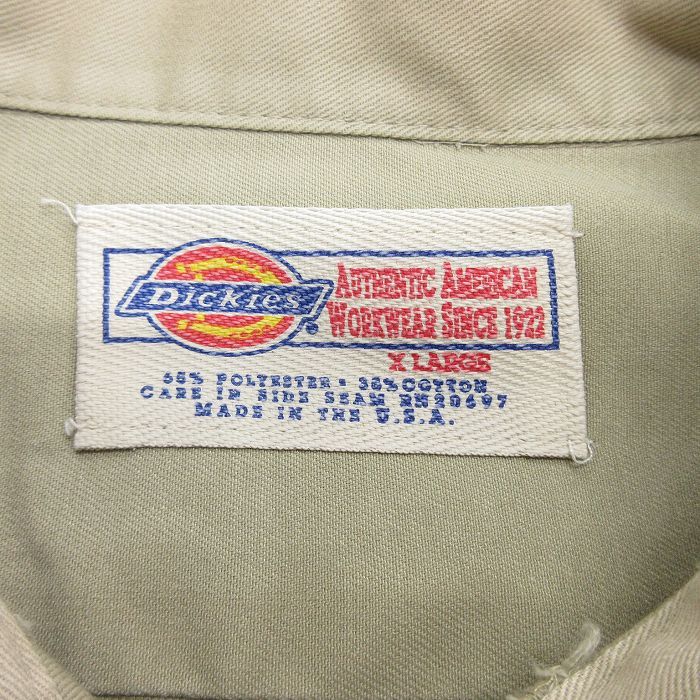 Dickies®
AUTHENTIC AMERICAN
WORKWEAR SINCE 1922
X LARGE
65% POLYESTER • 35% COTTON
CARE IN SIDE SEAM RN20697
MADE IN THE U.S.A.